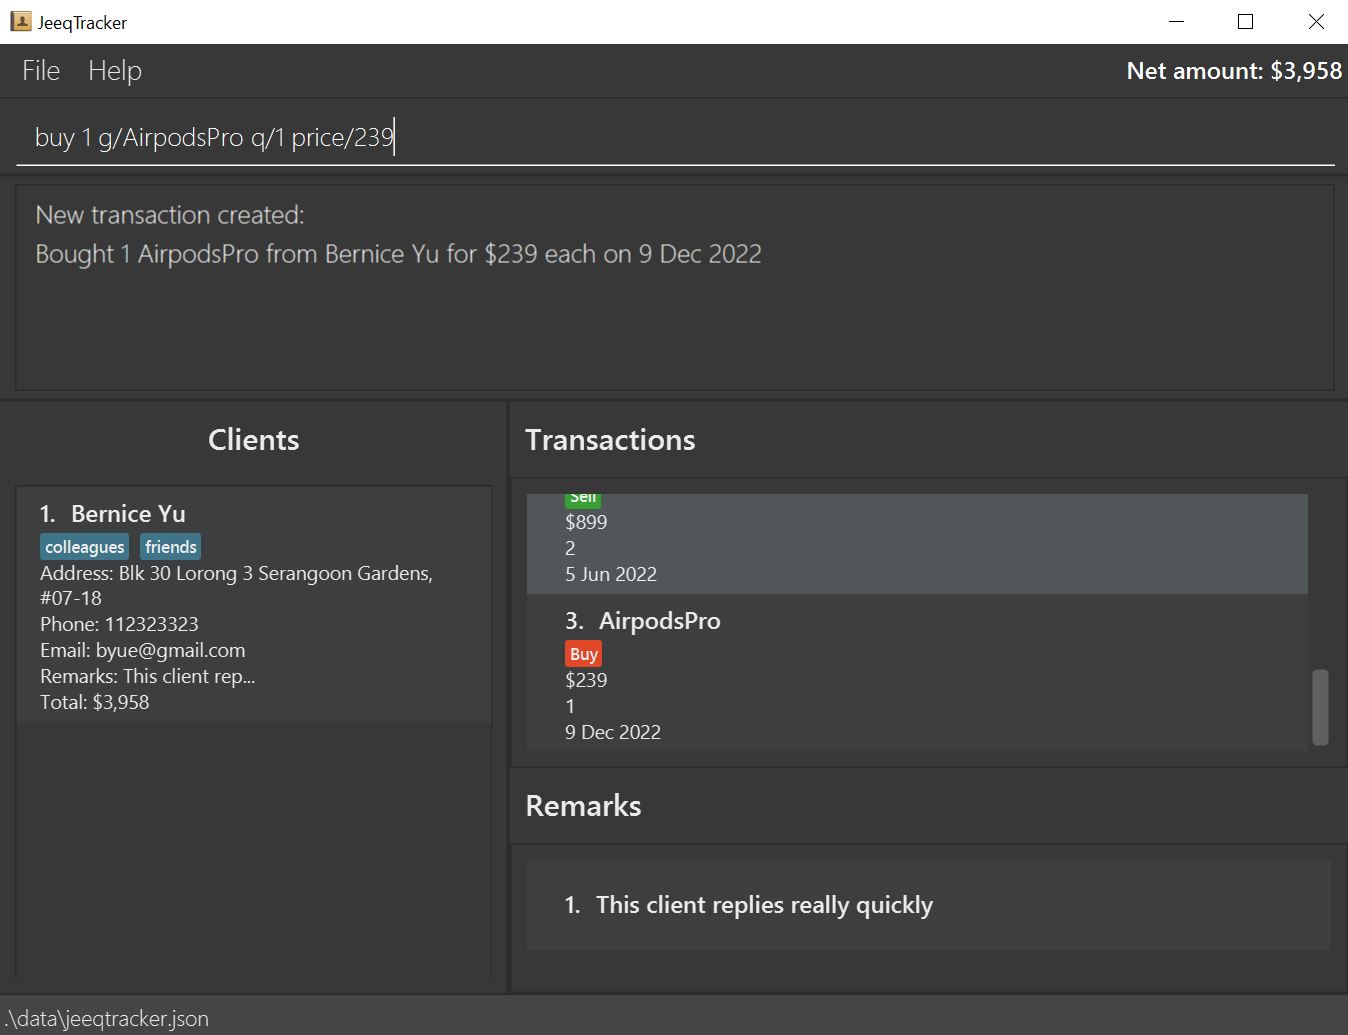 JeeqTracker
File Help Net amount: $3,958
buy 1 g/AirpodsPro q/1 price/239
New transaction created:
Bought 1 AirpodsPro from Bernice Yu for $239 each on 9 Dec 2022
Clients
1. Bernice Yu
colleagues friends
Address: Blk 30 Lorong 3 Serangoon Gardens,
#07-18
Phone: 112323323
Email: byue@gmail.com
Remarks: This client rep...
Total: $3,958
Transactions
Sell
$899
2
5 Jun 2022
3. AirpodsPro
Buy
$239
1
9 Dec 2022
Remarks
1. This client replies really quickly
.\data\jeeqtracker.json